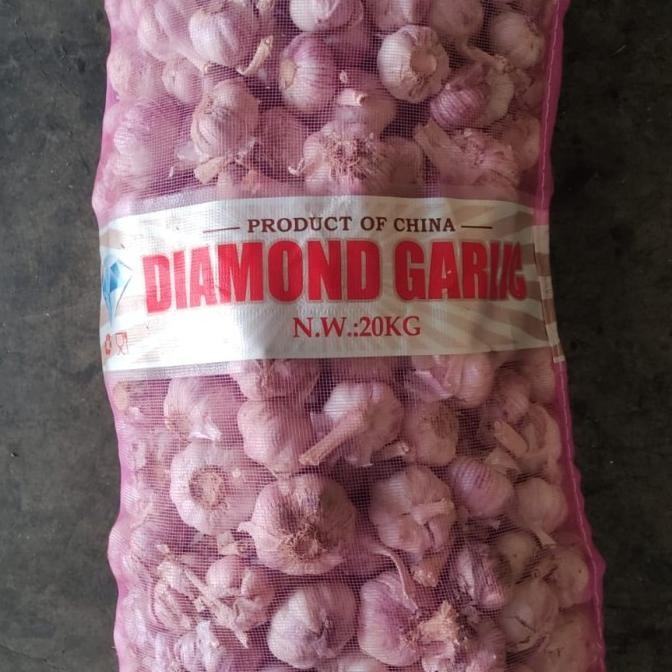 PRODUCT OF CHINA
DIAMOND GARLIC
N.W.:20KG